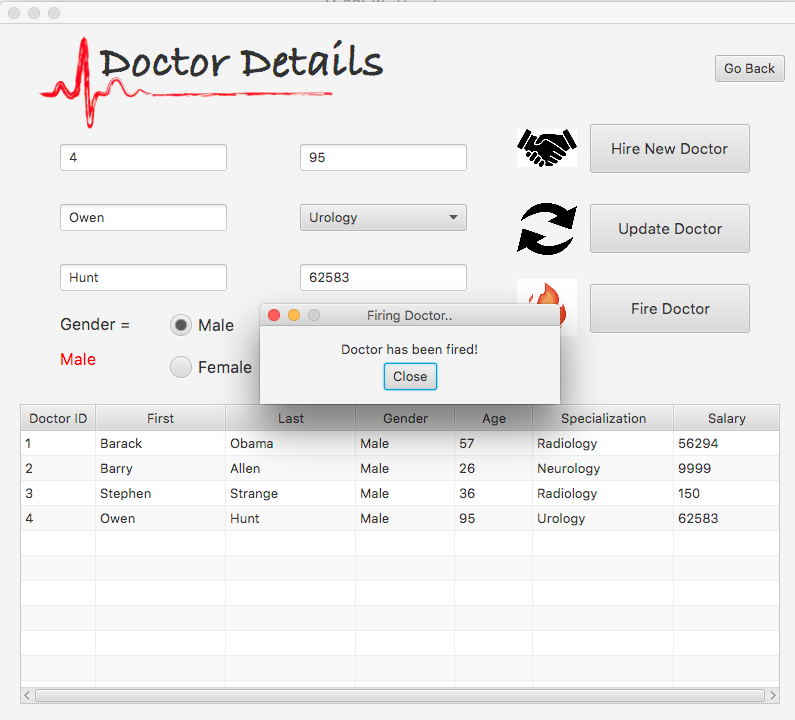 Doctor Details
Go Back
4
95
Hire New Doctor
Owen
Urology
Update Doctor
Hunt
62583
Fire Doctor
Gender =
Male
Male
Female
Firing Doctor..
Doctor has been fired!
Close
Doctor ID First Last Gender Age Specialization Salary
1 Barack Obama Male 57 Radiology 56294
2 Barry Allen Male 26 Neurology 9999
3 Stephen Strange Male 36 Radiology 150
4 Owen Hunt Male 95 Urology 62583